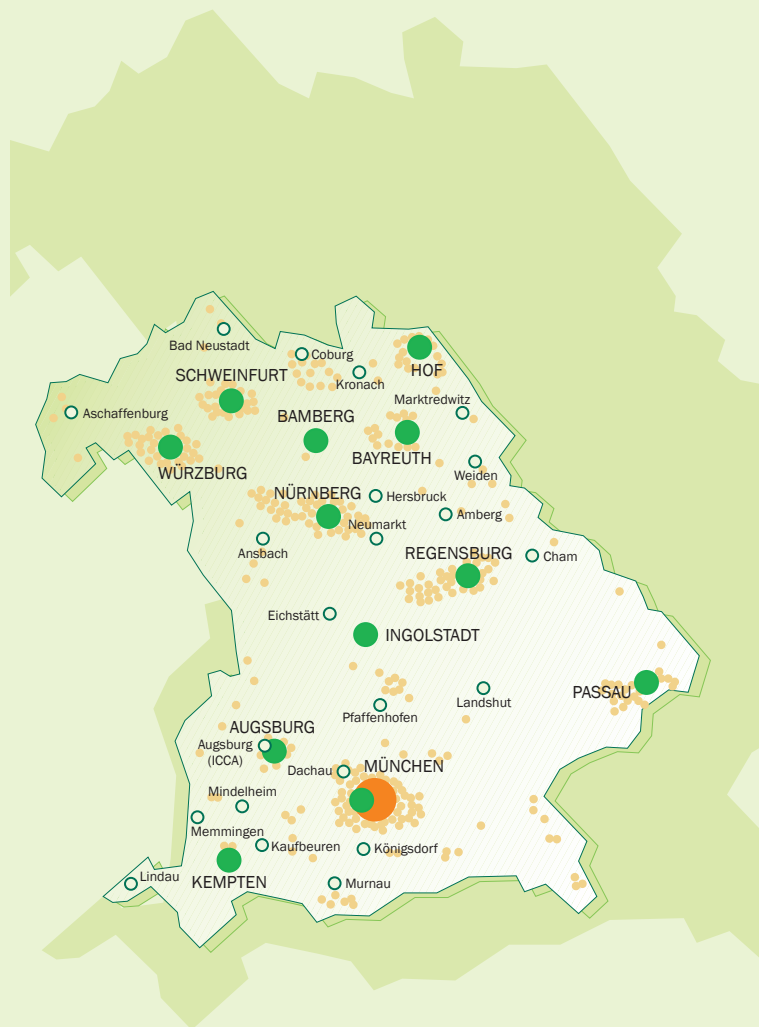 Bad Neustadt
Coburg
SCHWEINFURT
HOF
Kronach
Marktredwitz
Aschaffenburg
BAMBERG
BAYREUTH
WÜRZBURG
Weiden
NÜRNBERG
Hersbruck
Neumarkt
Amberg
Ansbach
REGENSBURG
Cham
Eichstätt
INGOLSTADT
PASSAU
Landshut
Pfaffenhofen
AUGSBURG
Augsburg
(ICCA)
Dachau
MÜNCHEN
Mindelheim
Memmingen
Kaufbeuren
Königsdorf
Lindau
KEMPTEN
Murnau